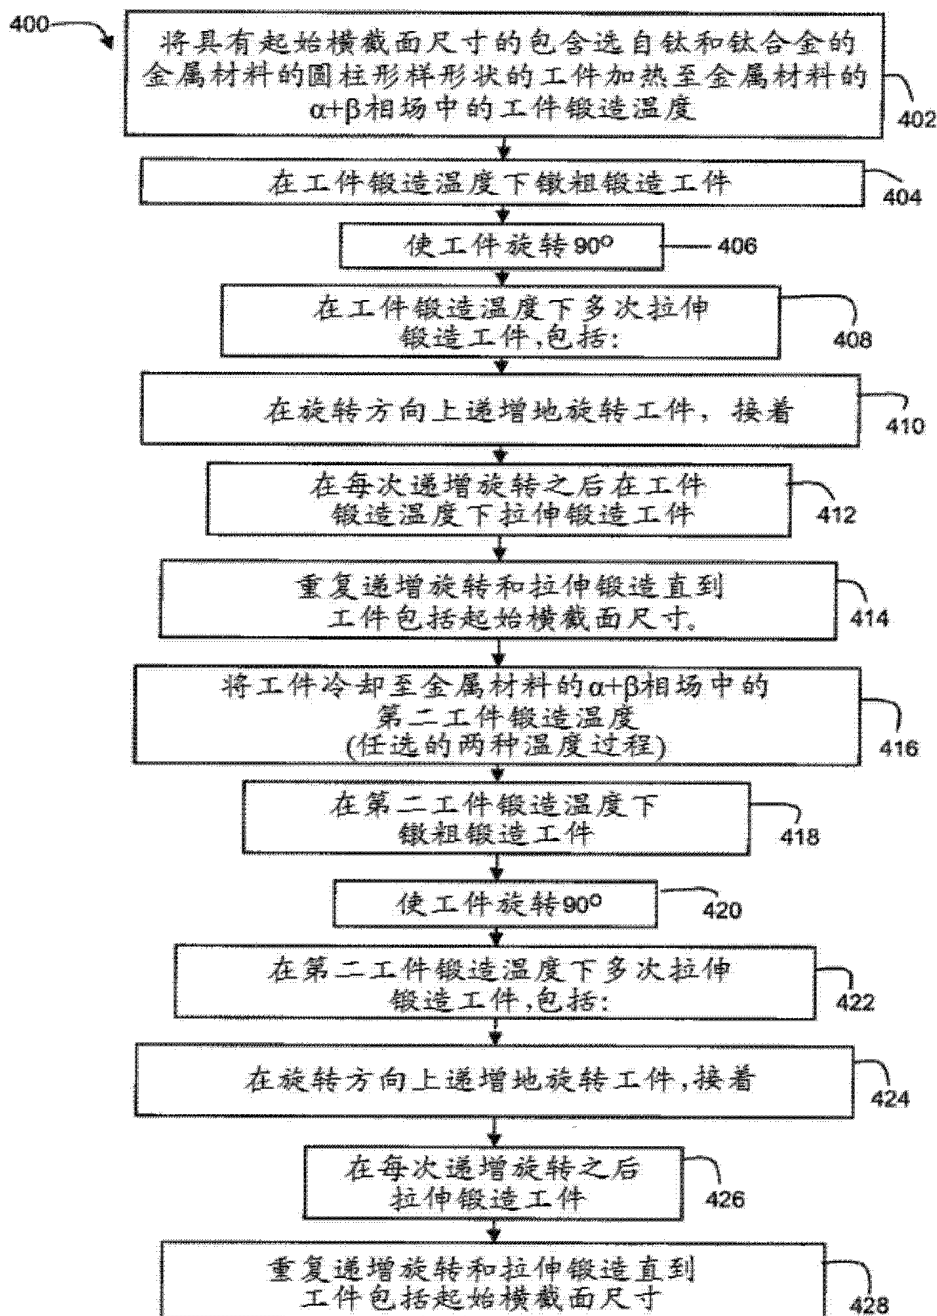 400
将具有起始横截面尺寸的包含选自钛和钛合金的
金属材料的圆柱形样形状的工件加热至金属材料的
α+β相场中的工件锻造温度
402
在工件锻造温度下镦粗锻造工件
404
使工件旋转90º
406
在工件锻造温度下多次拉伸
锻造工件,包括:
408
在旋转方向上递增地旋转工件，接着
410
在每次递增旋转之后在工件
锻造温度下拉伸锻造工件
412
重复递增旋转和拉伸锻造直到
工件包括起始横截面尺寸。
414
将工件冷却至金属材料的α+β相场中的
第二工件锻造温度
(任选的两种温度过程)
416
在第二工件锻造温度下
镦粗锻造工件
418
使工件旋转90º
420
在第二工件锻造温度下多次拉伸
锻造工件,包括:
422
在旋转方向上递增地旋转工件,接着
424
在每次递增旋转之后
拉伸锻造工件
426
重复递增旋转和拉伸锻造直到
工件包括起始横截面尺寸
428